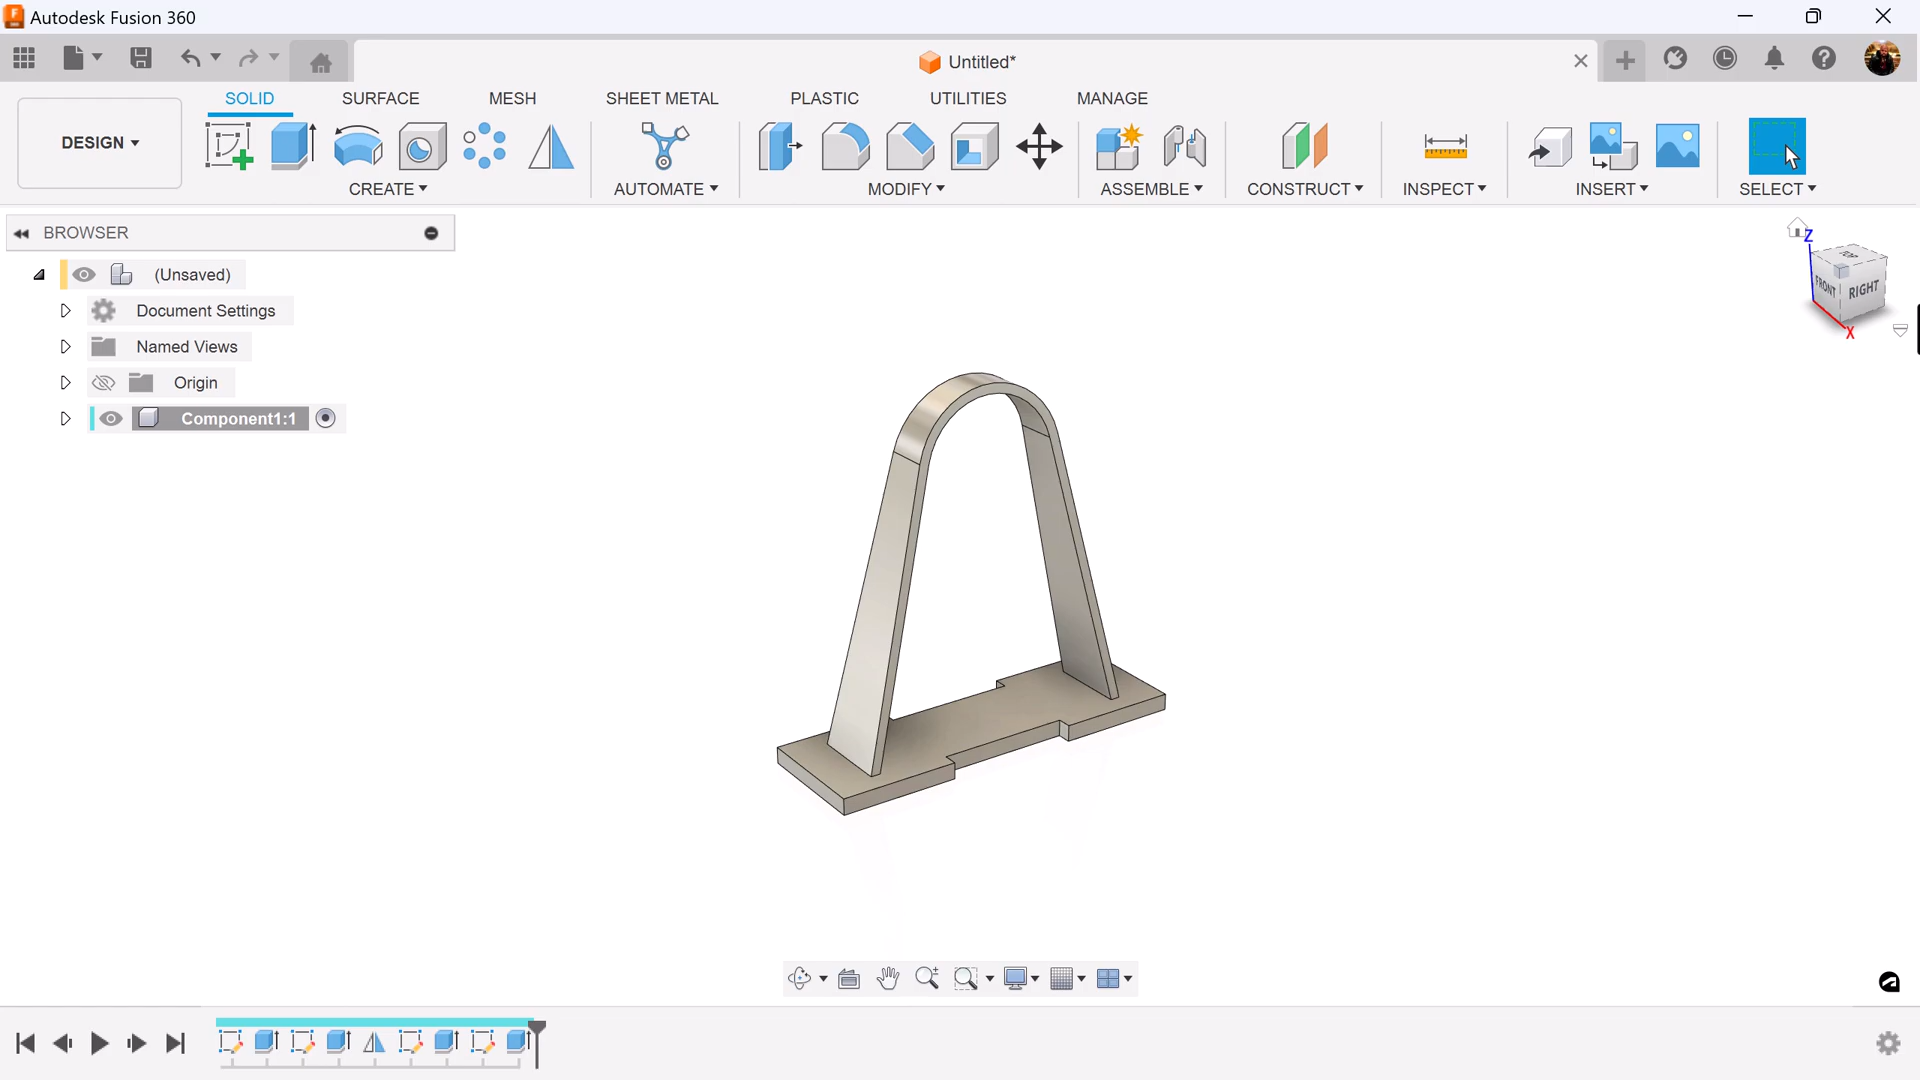 Autodesk Fusion 360
Untitled*
SOLID
SURFACE
MESH
SHEET METAL
PLASTIC
UTILITIES
MANAGE
DESIGN
CREATE
AUTOMATE
MODIFY
ASSEMBLE
CONSTRUCT
INSPECT
INSERT
SELECT
BROWSER
(Unsaved)
Document Settings
Named Views
Origin
Component1:1
Z
TOP
FRONT
RIGHT
X